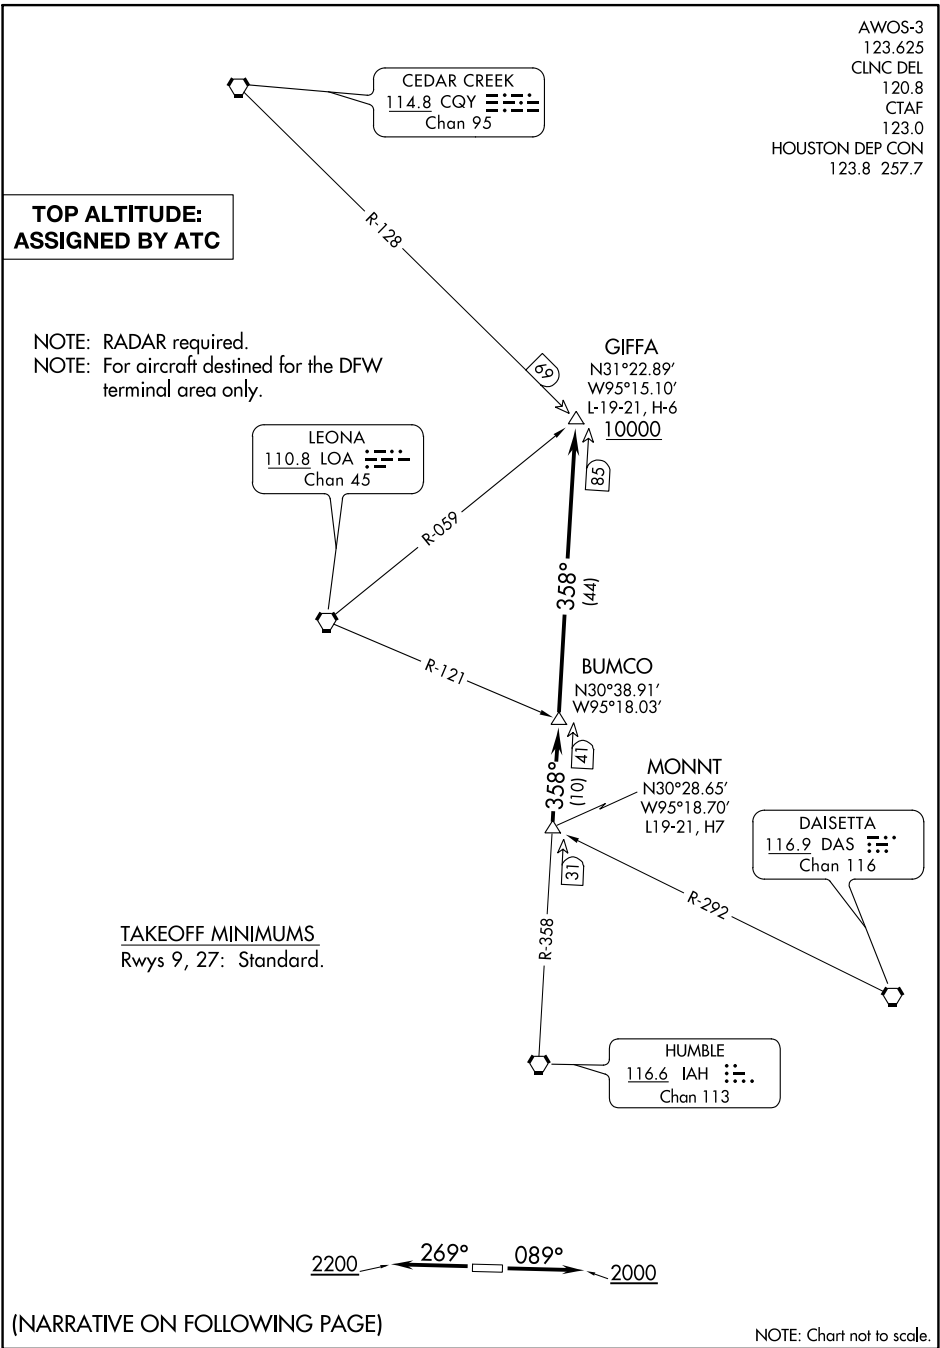 AWOS-3
123.625
CLNC DEL
120.8
CTAF
123.0
HOUSTON DEP CON
123.8 257.7
CEDAR CREEK
114.8 CQY
Chan 95
TOP ALTITUDE:
ASSIGNED BY ATC
R-128
NOTE: RADAR required.
NOTE: For aircraft destined for the DFW
terminal area only.
GIFFA
N31°22.89′
W95°15.10′
L-19-21, H-6
10000
69
85
LEONA
110.8 LOA
Chan 45
R-059
358°
(44)
R-121
BUMCO
N30°38.91′
W95°18.03′
41
358°
(10)
MONNT
N30°28.65′
W95°18.70′
L19-21, H7
31
DAISETTA
116.9 DAS
Chan 116
R-292
R-358
TAKEOFF MINIMUMS
Rwys 9, 27: Standard.
HUMBLE
116.6 IAH
Chan 113
2200 269° 089° 2000
(NARRATIVE ON FOLLOWING PAGE)
NOTE: Chart not to scale.